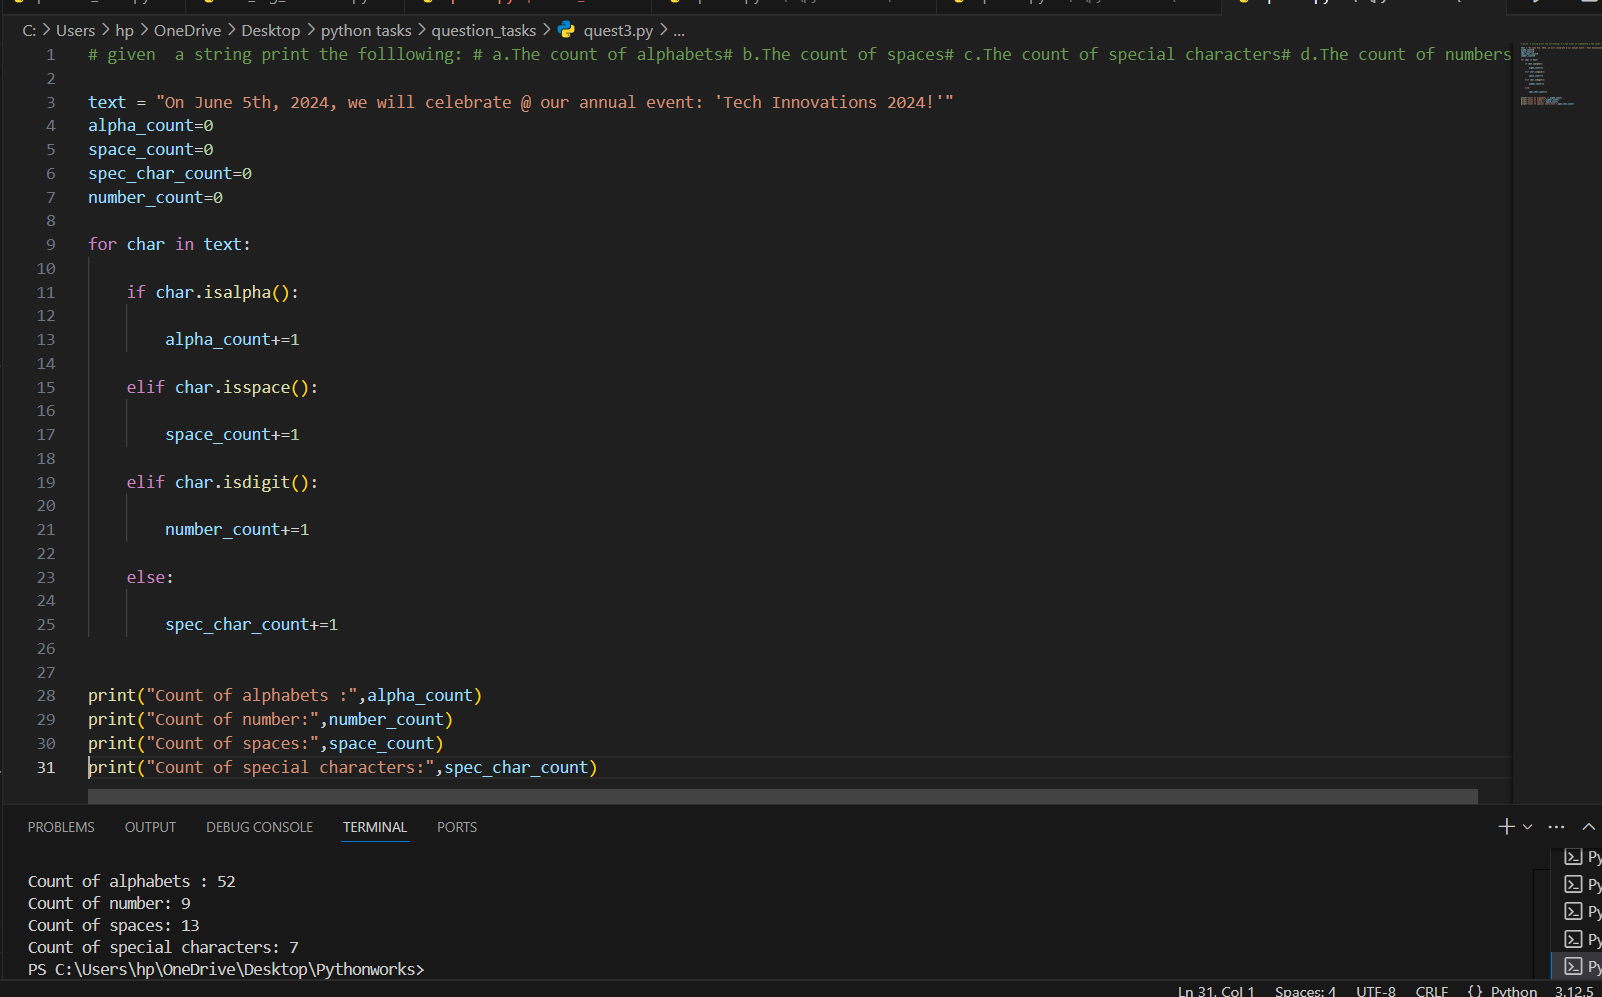 C: > Users > hp > OneDrive > Desktop > python tasks > question_tasks > quest3.py > ...
1 # given  a string print the folllowing: # a.The count of alphabets# b.The count of spaces# c.The count of special characters# d.The count of numbers
2
3 text = "On June 5th, 2024, we will celebrate @ our annual event: 'Tech Innovations 2024!'"
4 alpha_count=0
5 space_count=0
6 spec_char_count=0
7 number_count=0
8
9 for char in text:
10
11     if char.isalpha():
12
13         alpha_count+=1
14
15     elif char.isspace():
16
17         space_count+=1
18
19     elif char.isdigit():
20
21         number_count+=1
22
23     else:
24
25         spec_char_count+=1
26
27
28 print("Count of alphabets :",alpha_count)
29 print("Count of number:",number_count)
30 print("Count of spaces:",space_count)
31 print("Count of special characters:",spec_char_count)
PROBLEMS OUTPUT DEBUG CONSOLE TERMINAL PORTS
Count of alphabets : 52
Count of number: 9
Count of spaces: 13
Count of special characters: 7
PS C:\Users\hp\OneDrive\Desktop\Pythonworks>
Py
Py
Py
Py
Py
Ln 31, Col 1 Spaces: 4 UTF-8 CRLF {} Python 3.12.5